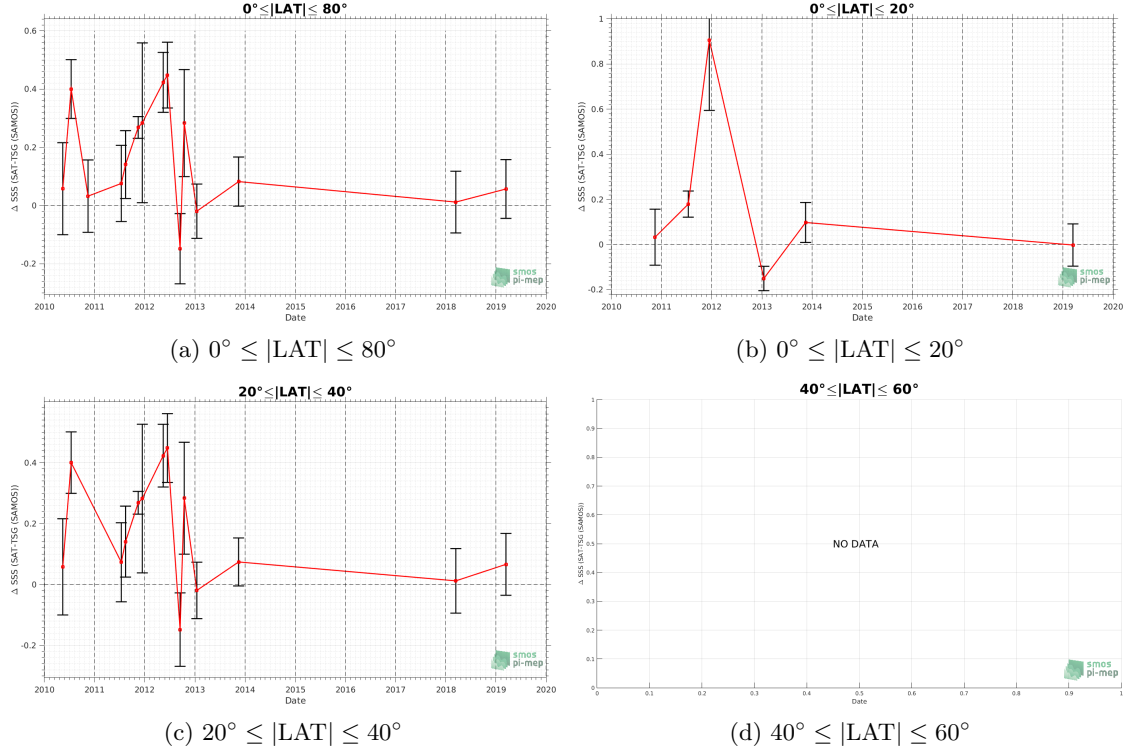 0°≤|LAT|≤ 80°
Δ SSS (SAT-TSG (SAMOS))
0.6
0.4
0.2
0
-0.2
2010 2011 2012 2013 2014 2015 2016 2017 2018 2019 2020
Date
smos
pi-mep
(a) 0° ≤ |LAT| ≤ 80°
0°≤|LAT|≤ 20°
Δ SSS (SAT-TSG (SAMOS))
1
0.8
0.6
0.4
0.2
0
-0.2
2010 2011 2012 2013 2014 2015 2016 2017 2018 2019 2020
Date
smos
pi-mep
(b) 0° ≤ |LAT| ≤ 20°
20°≤|LAT|≤ 40°
Δ SSS (SAT-TSG (SAMOS))
0.4
0.2
0
-0.2
2010 2011 2012 2013 2014 2015 2016 2017 2018 2019 2020
Date
smos
pi-mep
(c) 20° ≤ |LAT| ≤ 40°
40°≤|LAT|≤ 60°
Δ SSS (SAT-TSG (SAMOS))
1
0.9
0.8
0.7
0.6
0.5
0.4
0.3
0.2
0.1
0
NO DATA
0 0.1 0.2 0.3 0.4 0.5 0.6 0.7 0.8 0.9 1
Date
smos
pi-mep
(d) 40° ≤ |LAT| ≤ 60°